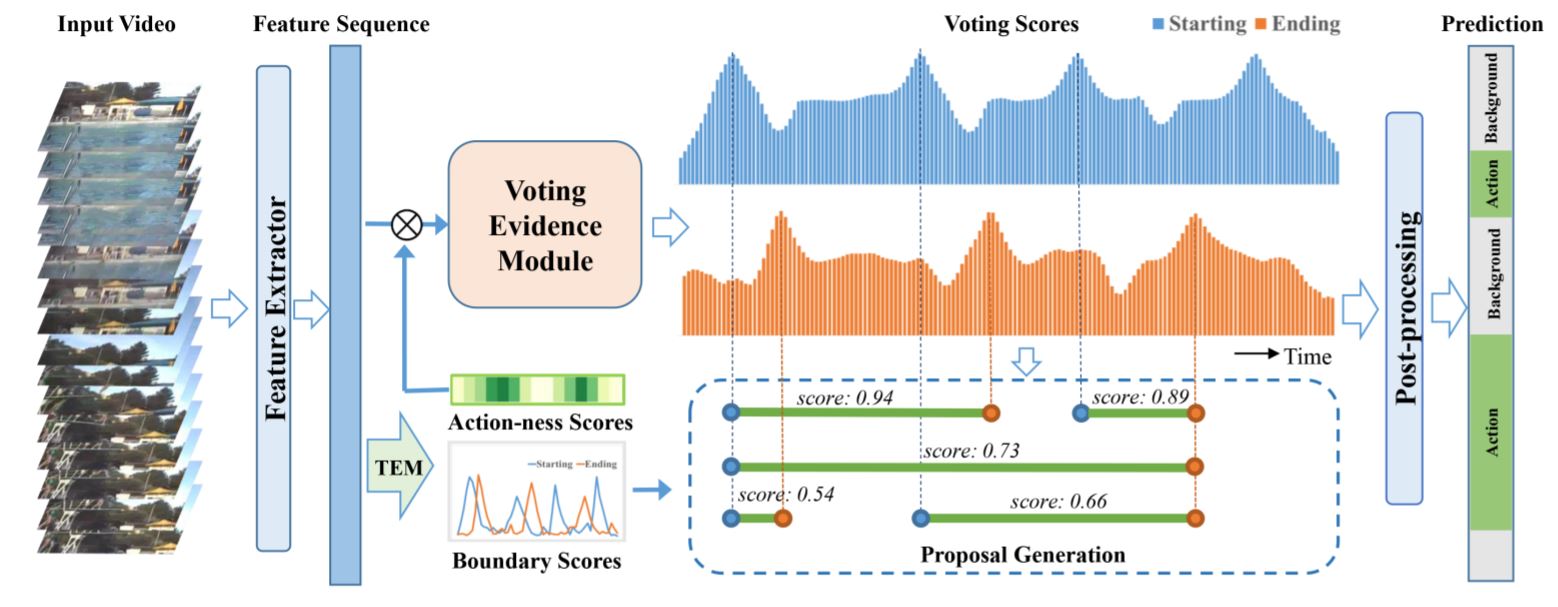 Input Video
Feature Sequence
Voting Scores
Starting
Ending
Prediction
Feature Extractor
Voting
Evidence
Module
Action-ness Scores
TEM
Starting
Ending
Boundary Scores
Time
score: 0.94
score: 0.89
score: 0.73
score: 0.54
score: 0.66
Proposal Generation
Post-processing
Background
Action
Background
Action